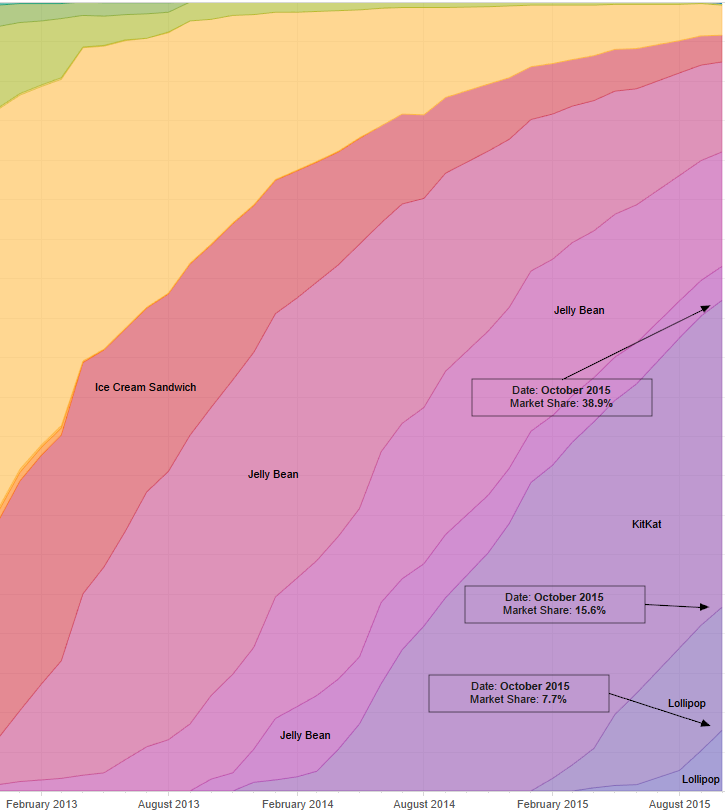 Jelly Bean
Ice Cream Sandwich
Date: October 2015
Market Share: 38.9%
Jelly Bean
KitKat
Date: October 2015
Market Share: 15.6%
Date: October 2015
Market Share: 7.7%
Lollipop
Jelly Bean
Lollipop
February 2013
August 2013
February 2014
August 2014
February 2015
August 2015